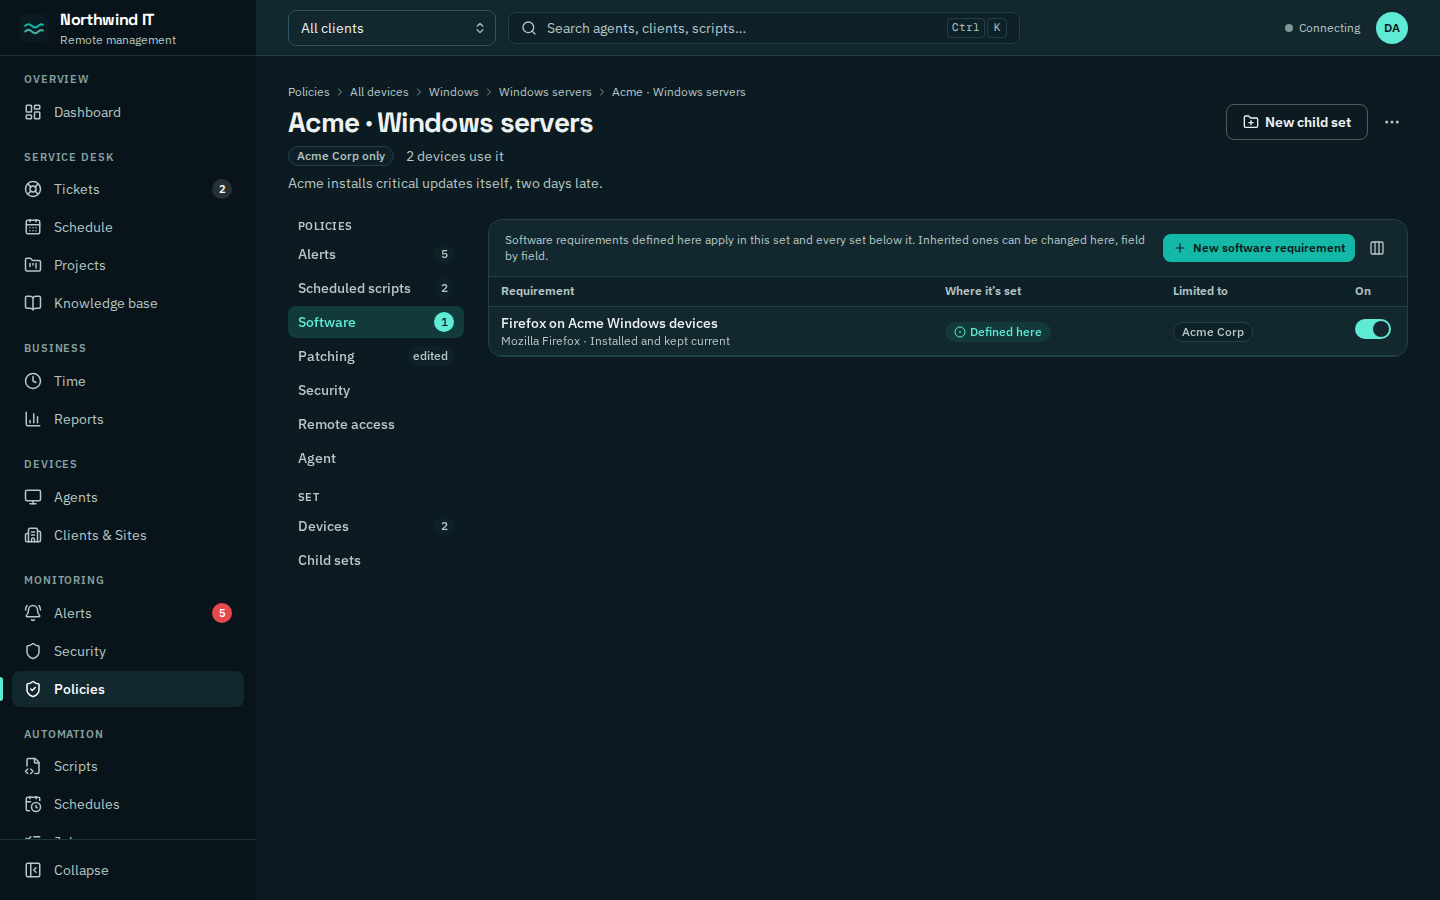 Northwind IT
Remote management
All clients
Search agents, clients, scripts...
Ctrl K
Connecting
DA
OVERVIEW
Dashboard
SERVICE DESK
Tickets 2
Schedule
Projects
Knowledge base
BUSINESS
Time
Reports
DEVICES
Agents
Clients & Sites
MONITORING
Alerts 5
Security
Policies
AUTOMATION
Scripts
Schedules
Collapse
Policies > All devices > Windows > Windows servers > Acme · Windows servers
Acme · Windows servers
New child set
Acme Corp only 2 devices use it
Acme installs critical updates itself, two days late.
POLICIES
Alerts 5
Scheduled scripts 2
Software 1
Patching edited
Security
Remote access
Agent
SET
Devices 2
Child sets
Software requirements defined here apply in this set and every set below it. Inherited ones can be changed here, field
by field.
New software requirement
Requirement Where it's set Limited to On
Firefox on Acme Windows devices
Mozilla Firefox · Installed and kept current
Defined here
Acme Corp